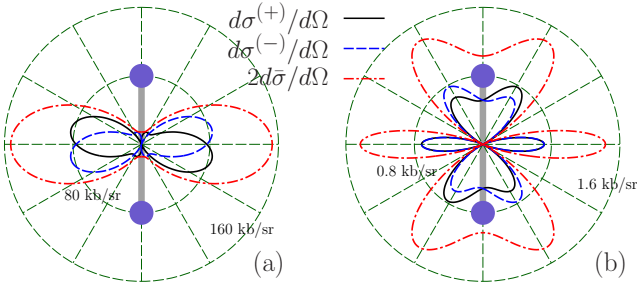 dσ⁽⁺⁾/dΩ
dσ⁽⁻⁾/dΩ
2dσ̄/dΩ
80 kb/sr
160 kb/sr
(a)
0.8 kb/sr
1.6 kb/sr
(b)